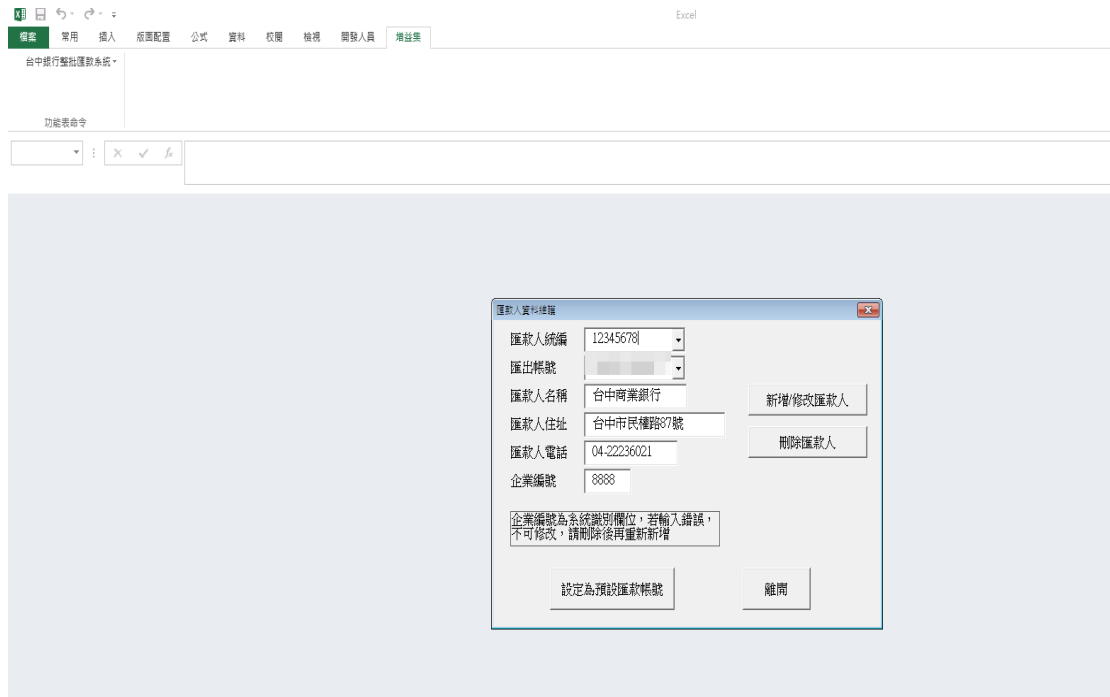 Excel
檔案 常用 插入 版面配置 公式 資料 校閱 檢視 開發人員 增益集
台中銀行整批匯款系統
功能表命令
fx
匯款人資料維護
匯款人統編 12345678
匯出帳號
匯款人名稱 台中商業銀行
匯款人住址 台中市民權路87號
匯款人電話 04-22236021
企業編號 8888
新增/修改匯款人
刪除匯款人
企業編號為系統識別欄位，若輸入錯誤，
不可修改，請刪除後再重新新增
設定為預設匯款帳號 離開